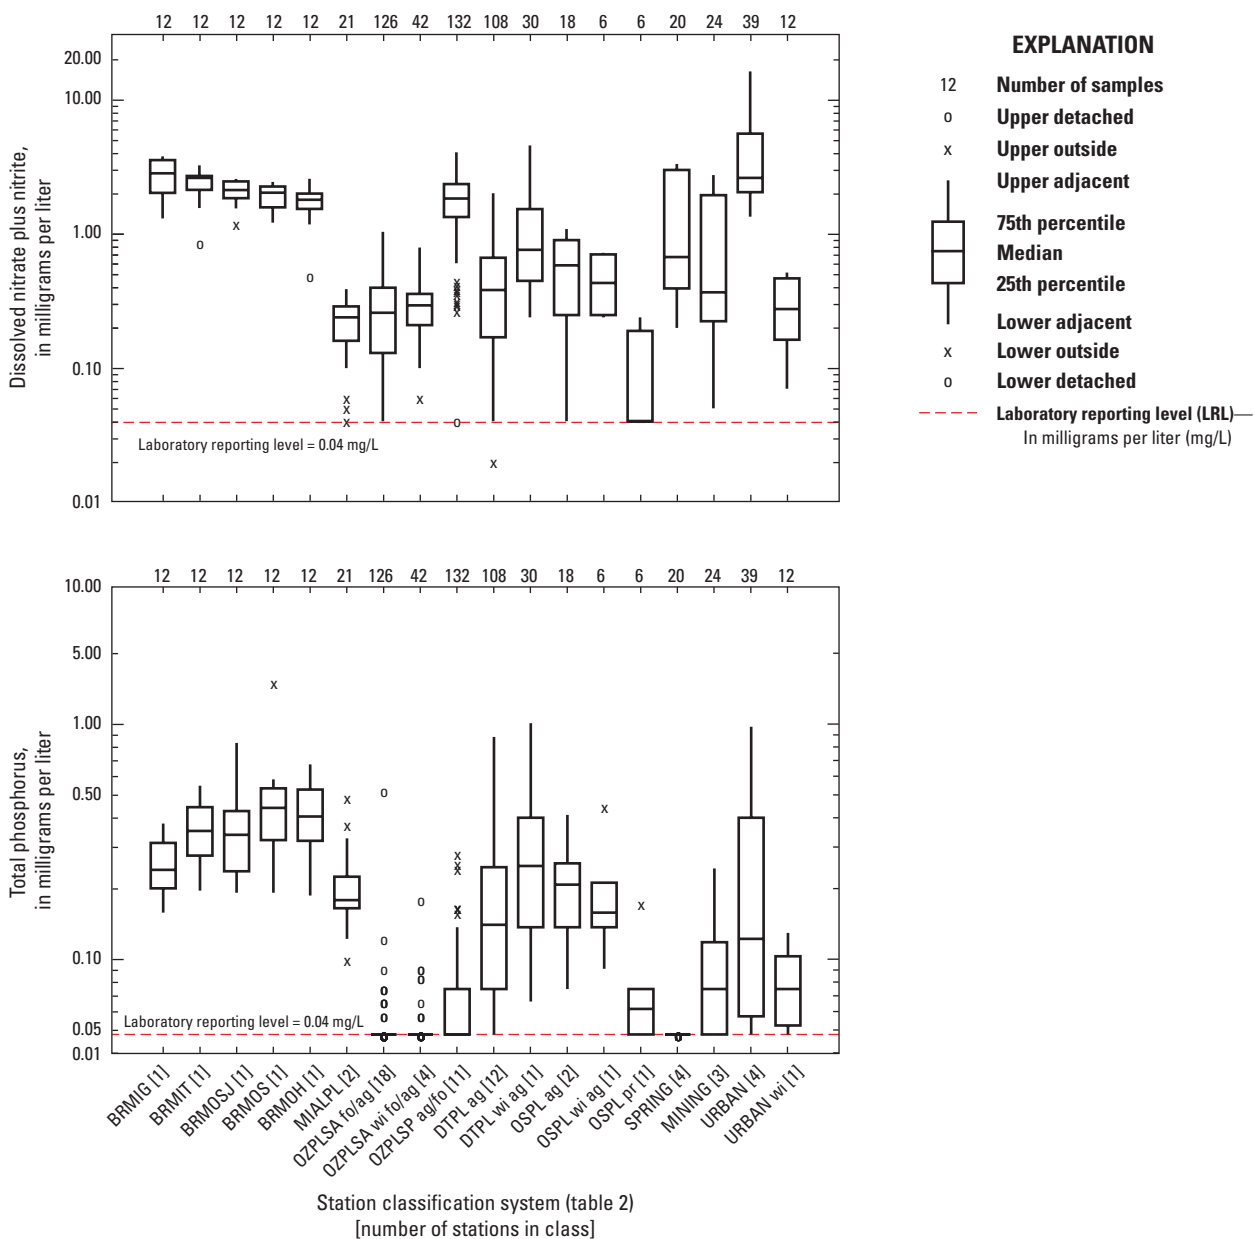 12 12 12 12 12 21 126 42 132 108 30 18 6 6 20 24 39 12
20.00
10.00
1.00
0.10
0.01
Dissolved nitrate plus nitrite,
in milligrams per liter
Laboratory reporting level = 0.04 mg/L
EXPLANATION
12 Number of samples
o Upper detached
x Upper outside
Upper adjacent
75th percentile
Median
25th percentile
Lower adjacent
x Lower outside
o Lower detached
Laboratory reporting level (LRL)—
In milligrams per liter (mg/L)
12 12 12 12 12 21 126 42 132 108 30 18 6 6 20 24 39 12
10.00
5.00
1.00
0.50
0.10
0.05
0.01
Total phosphorus,
in milligrams per liter
Laboratory reporting level = 0.04 mg/L
BRMIG [1]
BRMIT [1]
BRMOSJ [1]
BRMOS [1]
BRMOH [1]
MIALPL [2]
OZPLSA fo/ag [18]
OZPLSA wi fo/ag [4]
OZPLSP ag/fo [11]
DTPL ag [12]
DTPL wi ag [1]
OSPL ag [2]
OSPL wi ag [1]
OSPL pr [1]
SPRING [4]
MINING [3]
URBAN [4]
URBAN wi [1]
Station classification system (table 2)
[number of stations in class]